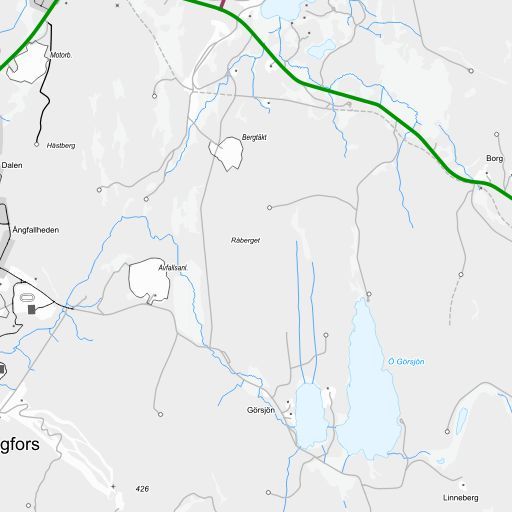 Motorb.
Hästberg
Bergtäkt
Dalen
Borg
Ängfallheden
Råberget
Avfallsanl.
Ö Görsjön
Görsjön
gfors
426
Linneberg